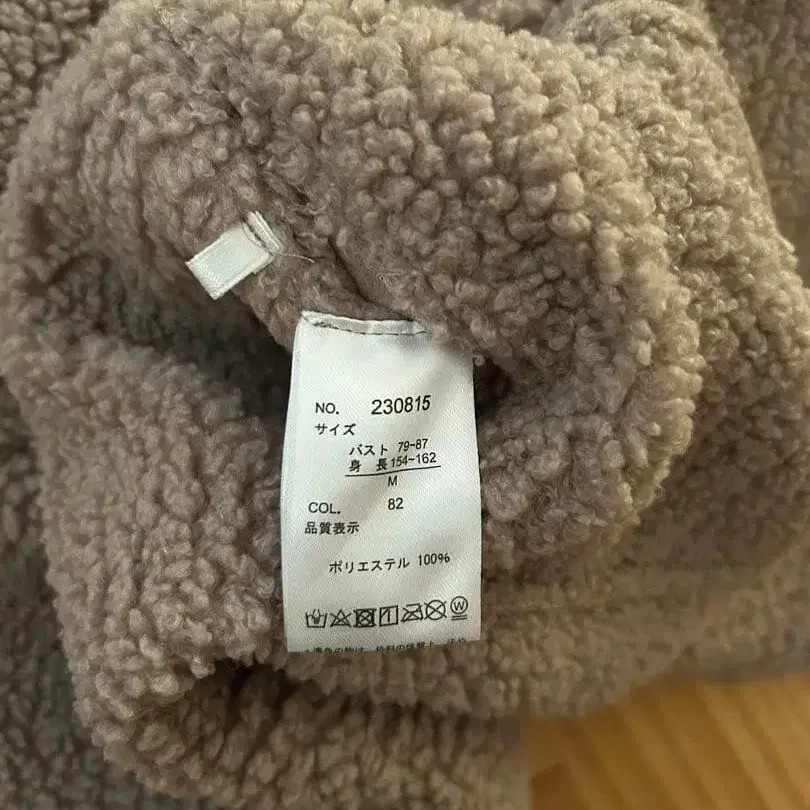 NO. 230815
サイズ
バスト 79-87
身 長 154~162
M
COL. 82
品質表示
ポリエステル 100%
W